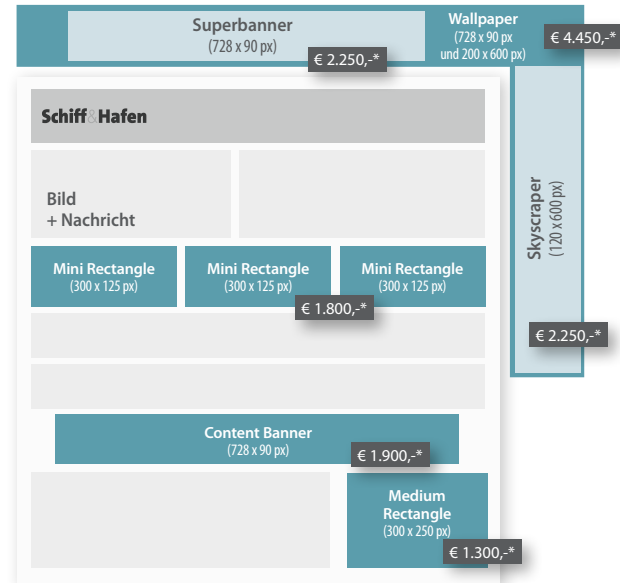 Superbanner
(728 x 90 px)
€ 2.250,-*
Wallpaper
(728 x 90 px
und 200 x 600 px)
€ 4.450,-*
Schiff&Hafen
Skyscraper
(120 x 600 px)
€ 2.250,-*
Bild
+ Nachricht
Mini Rectangle
(300 x 125 px)
Mini Rectangle
(300 x 125 px)
Mini Rectangle
(300 x 125 px)
€ 1.800,-*
Content Banner
(728 x 90 px)
€ 1.900,-*
Medium
Rectangle
(300 x 250 px)
€ 1.300,-*